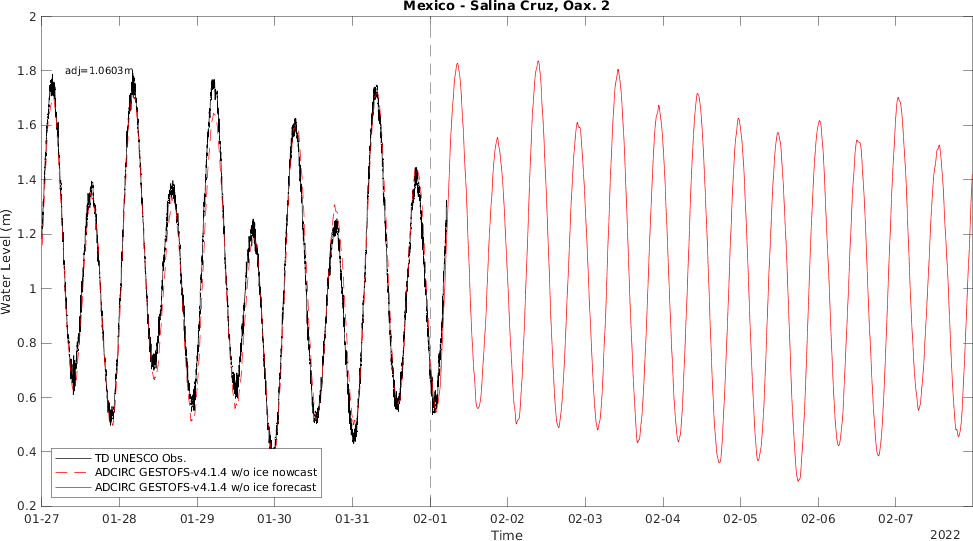 Mexico - Salina Cruz, Oax. 2
2
1.8
1.6
1.4
1.2
1
0.8
0.6
0.4
0.2
Water Level (m)
adj=1.0603m
TD UNESCO Obs.
ADCIRC GESTOFS-v4.1.4 w/o ice nowcast
ADCIRC GESTOFS-v4.1.4 w/o ice forecast
01-27 01-28 01-29 01-30 01-31 02-01 02-02 02-03 02-04 02-05 02-06 02-07
Time
2022